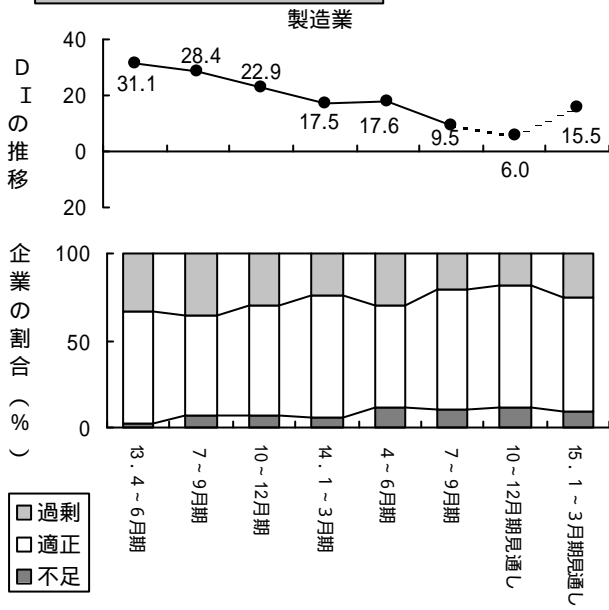 製造業
DIの推移
40
20
0
20
31.1
28.4
22.9
17.5
17.6
9.5
6.0
15.5
企業の割合(%)
100
50
0
13.4~6月期
7~9月期
10~12月期
14.1~3月期
4~6月期
7~9月期
10~12月期見通し
15.1~3月期見通し
過剰
適正
不足